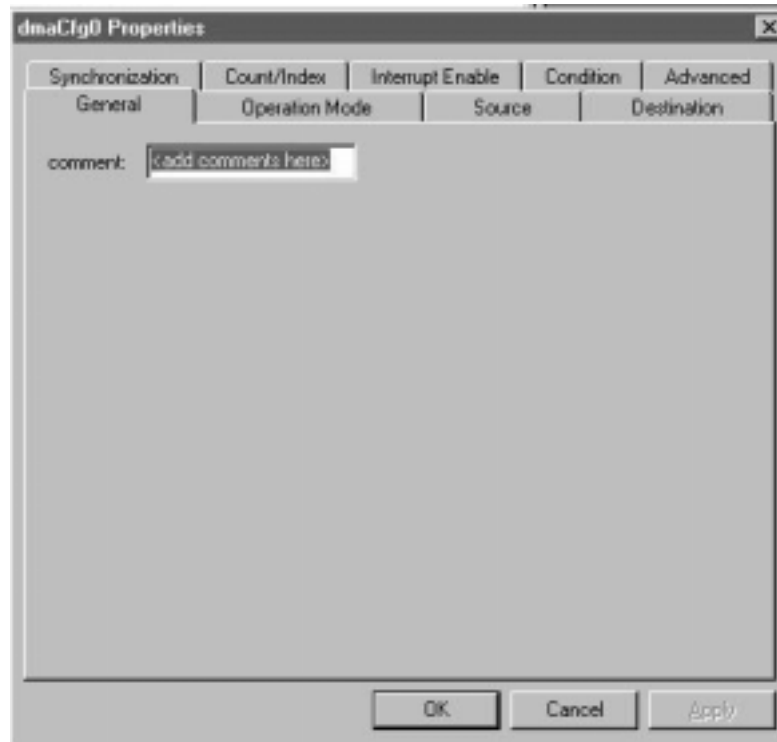 dmaCfg0 Properties
Synchronization Count/Index Interrupt Enable Condition Advanced
General Operation Mode Source Destination
comment: <add comments here>
OK Cancel Apply